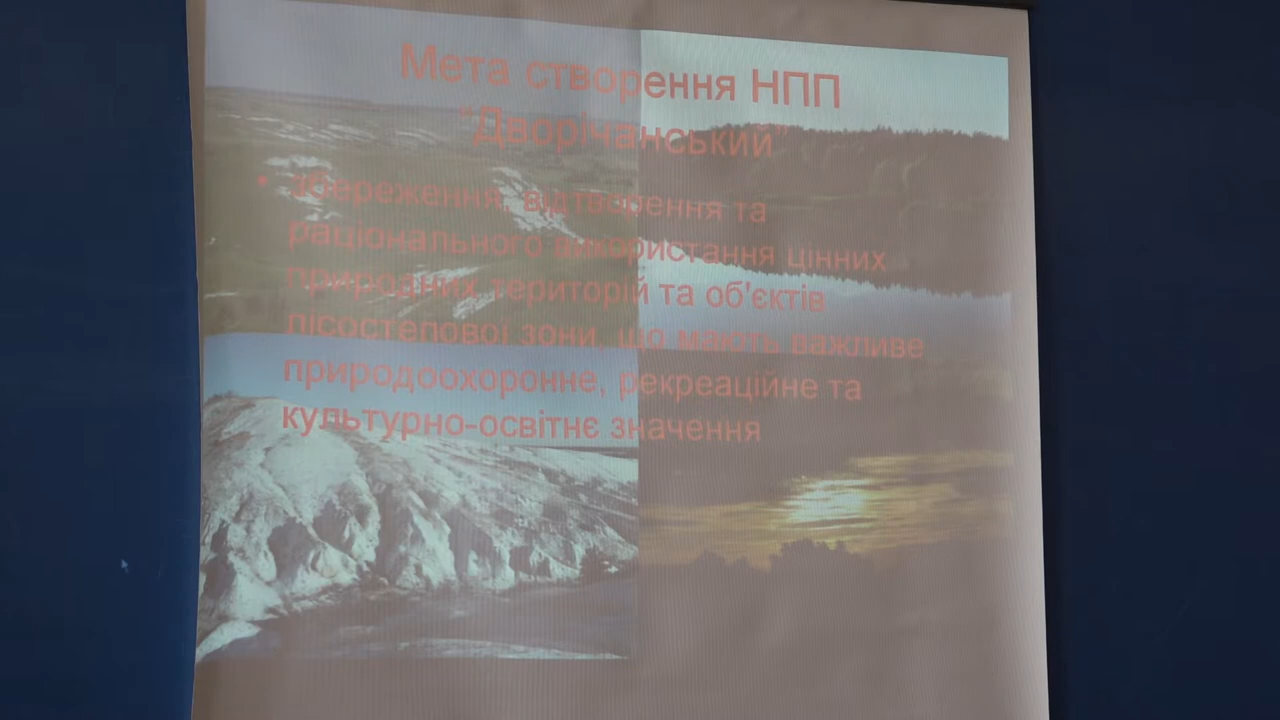 Мета створення НПП
"Дворічанський"
• збереження, відтворення та
раціонального використання цінних
природних територій та об'єктів
лісостепової зони, що мають важливе
природоохоронне, рекреаційне та
культурно-освітнє значення